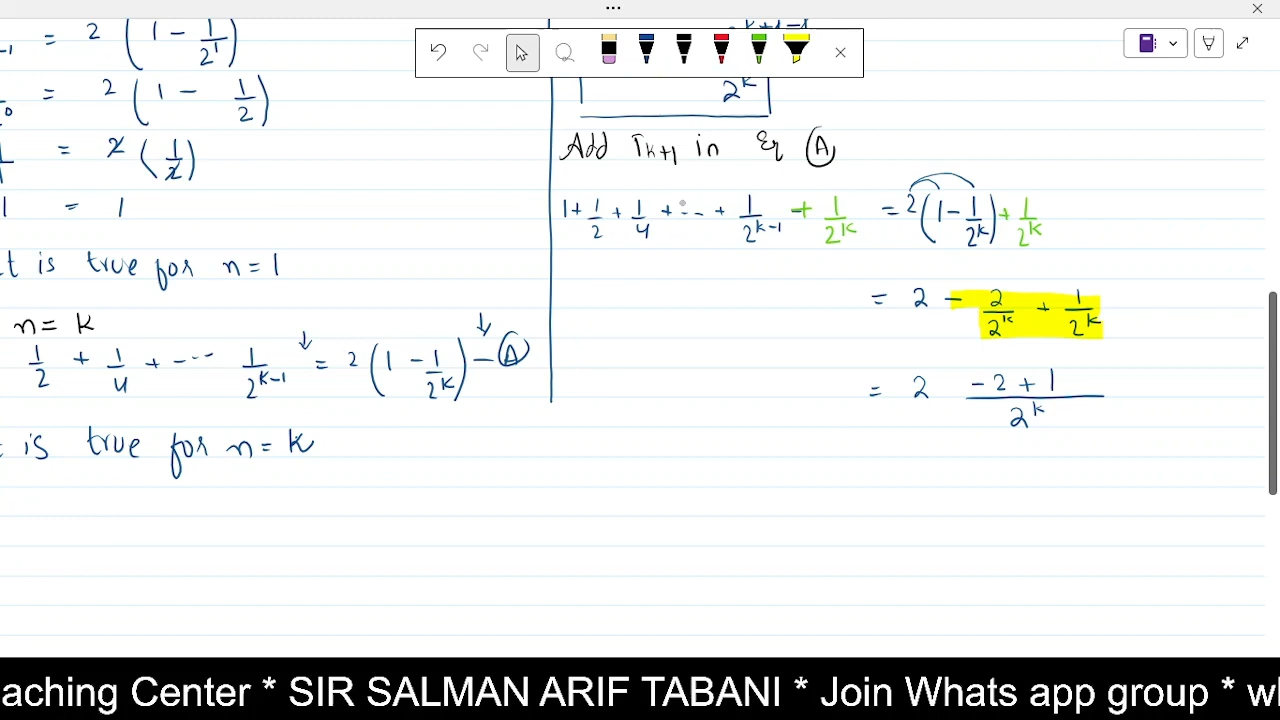 = 2 (1 - 1/2^1)
= 2 (1 - 1/2)
= 2 (1/2)
1 = 1
t is true for n = 1
n = k
1/2 + 1/4 + ... 1/2^(k-1) = 2 (1 - 1/2^k) - (A)
is true for n = k
2^k
Add T_(k+1) in Eq (A)
1 + 1/2 + 1/4 + ... + 1/2^(k-1) + 1/2^k = 2 (1 - 1/2^k) + 1/2^k
= 2 - 2/2^k + 1/2^k
= 2 (-2 + 1)/2^k
aching Center * SIR SALMAN ARIF TABANI * Join Whats app group * wh